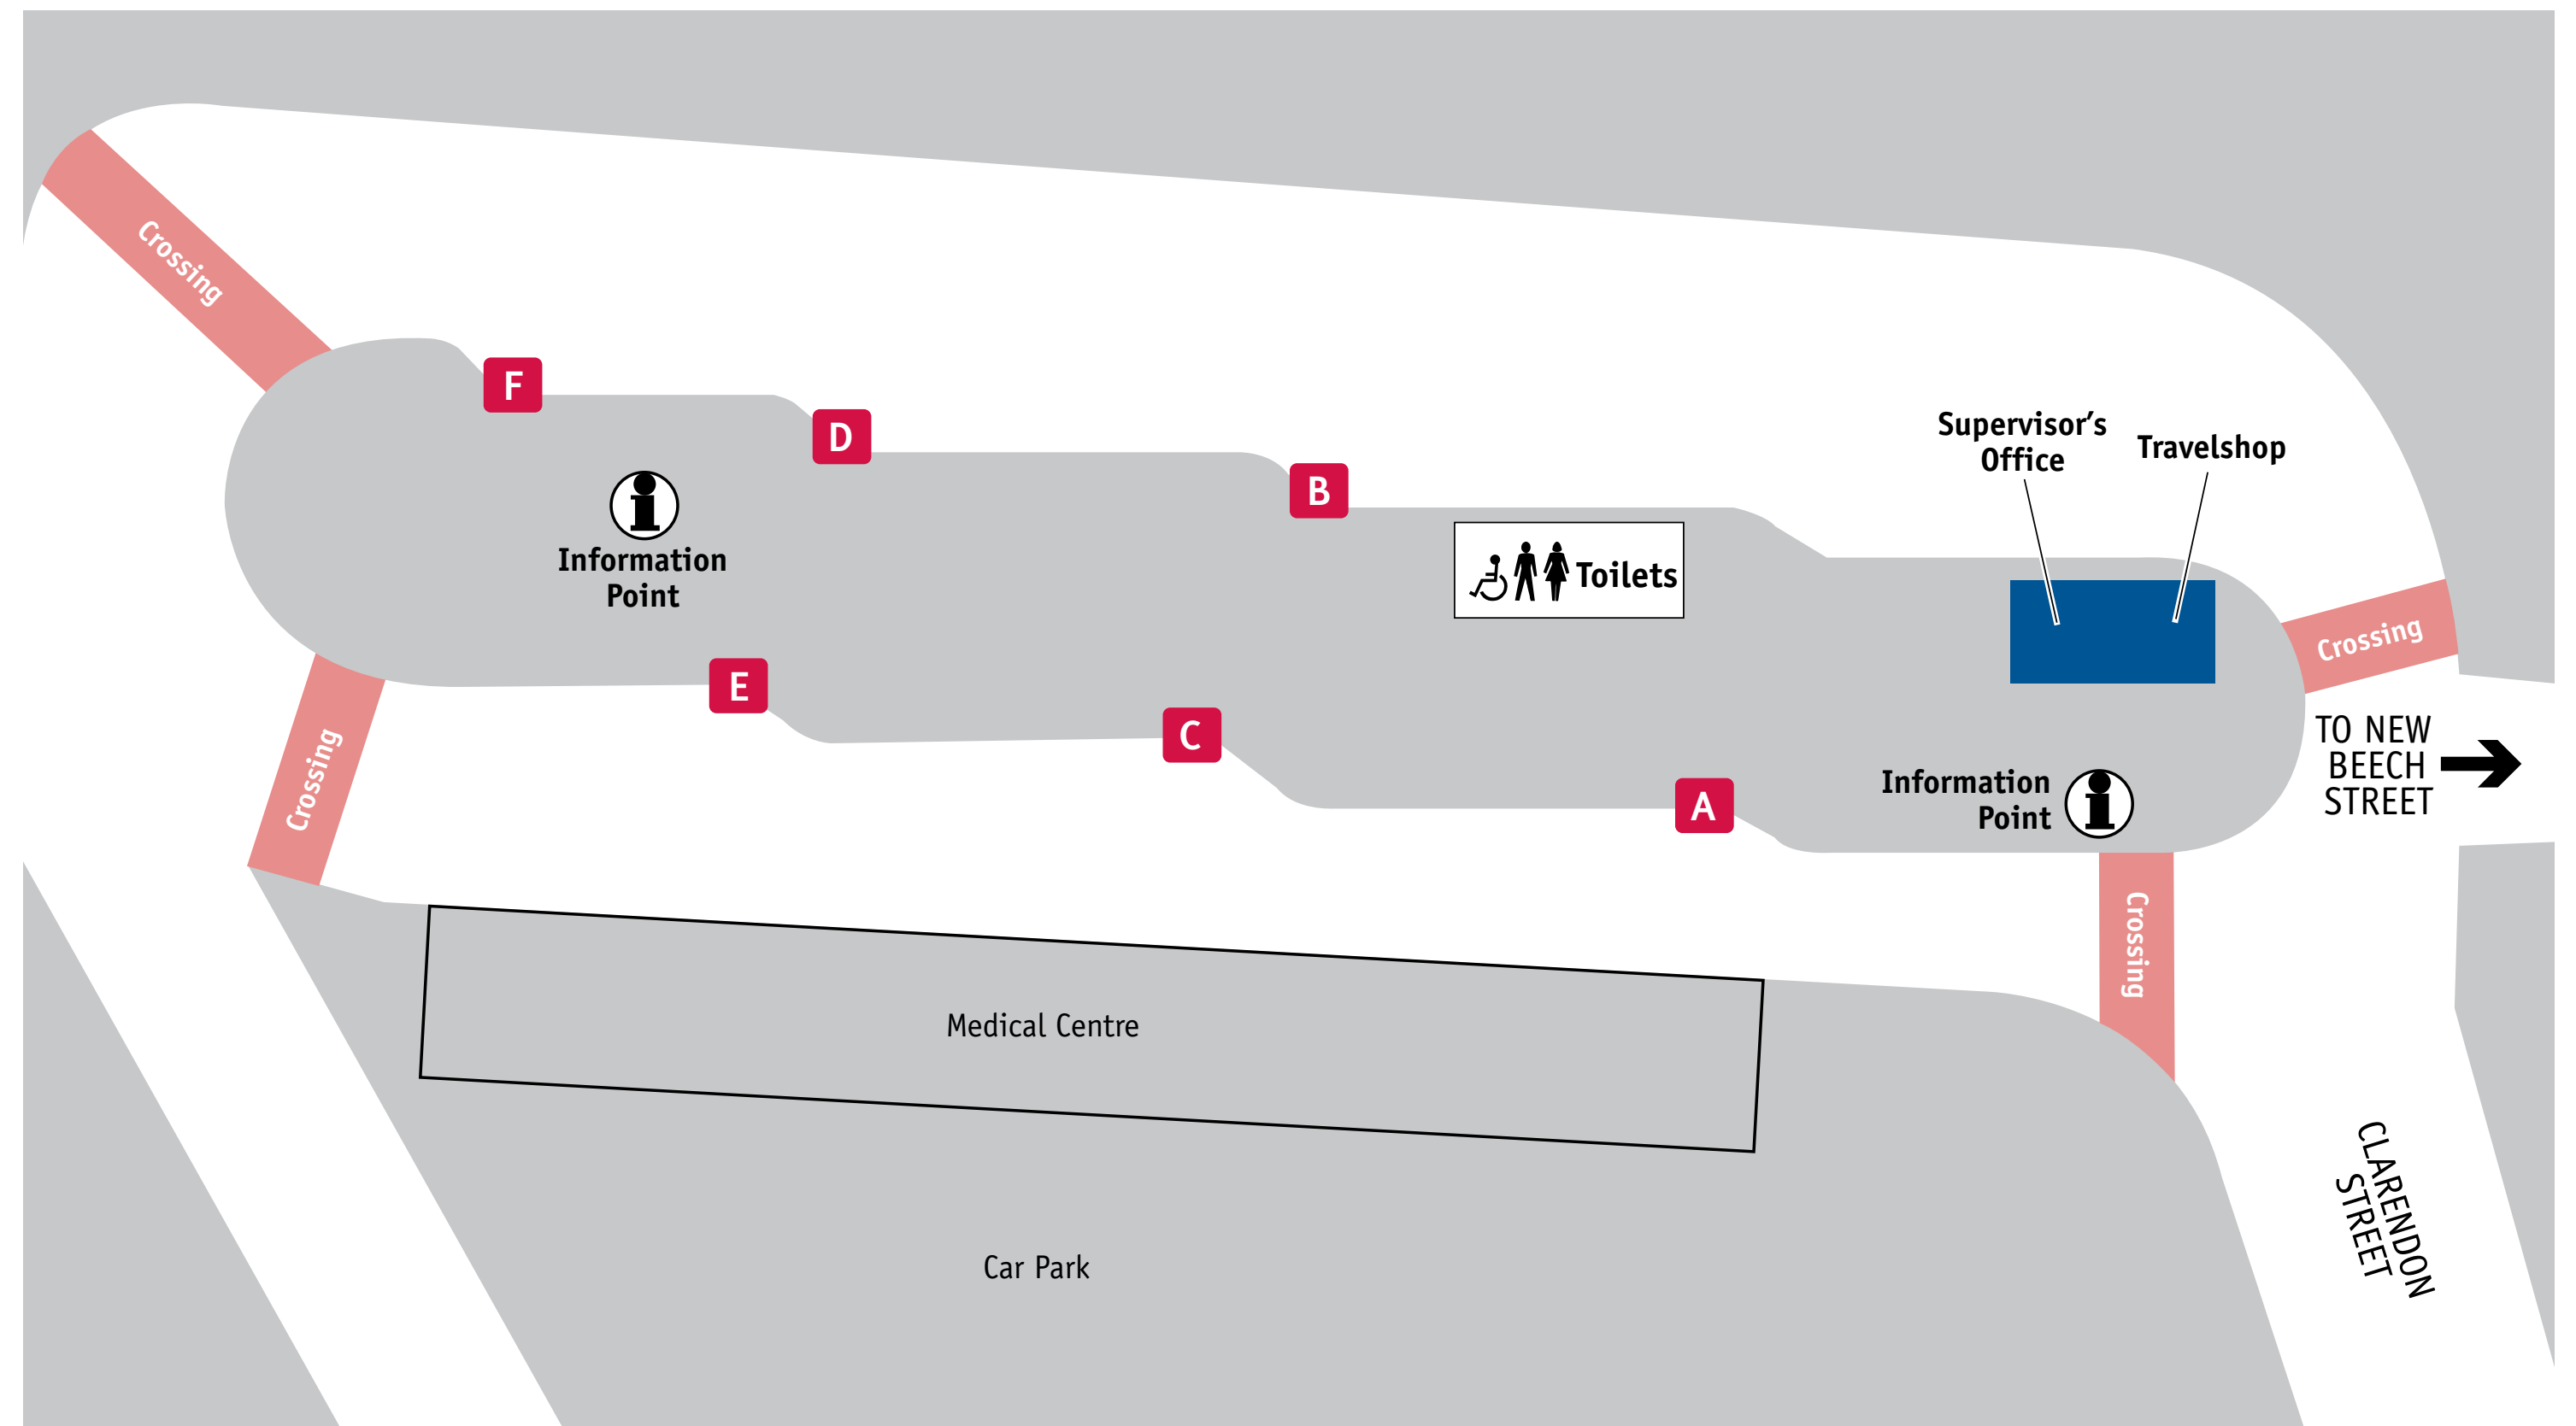 Crossing
F
D
B
Supervisor’s
Office
Travelshop
Information
Point
Toilets
Crossing
E
C
A
Information
Point
TO NEW
BEECH
STREET
Crossing
Crossing
Medical Centre
CLARENDON
STREET
Car Park